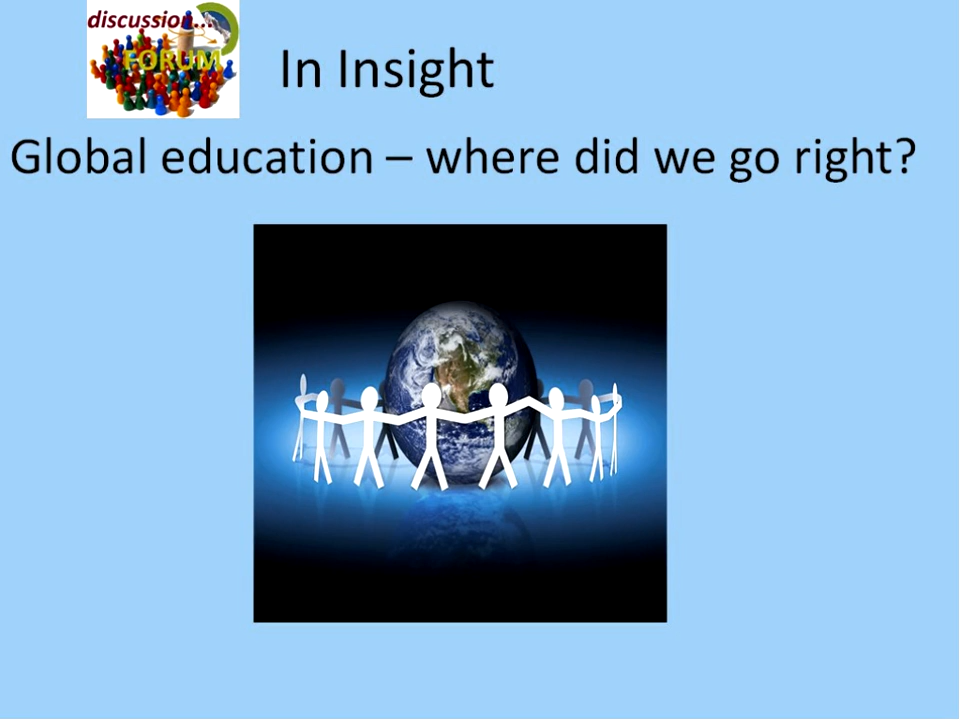 discussion...
FORUM
In Insight
Global education – where did we go right?